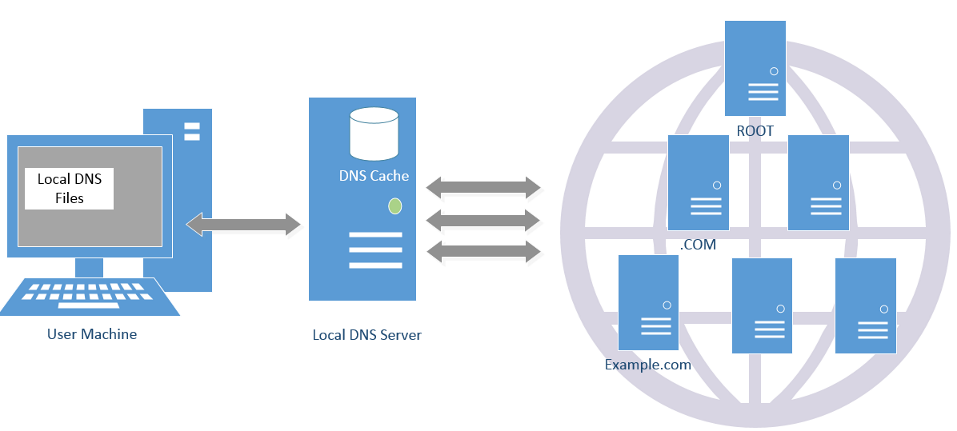 Local DNS
Files
User Machine
DNS Cache
Local DNS Server
ROOT
.COM
Example.com